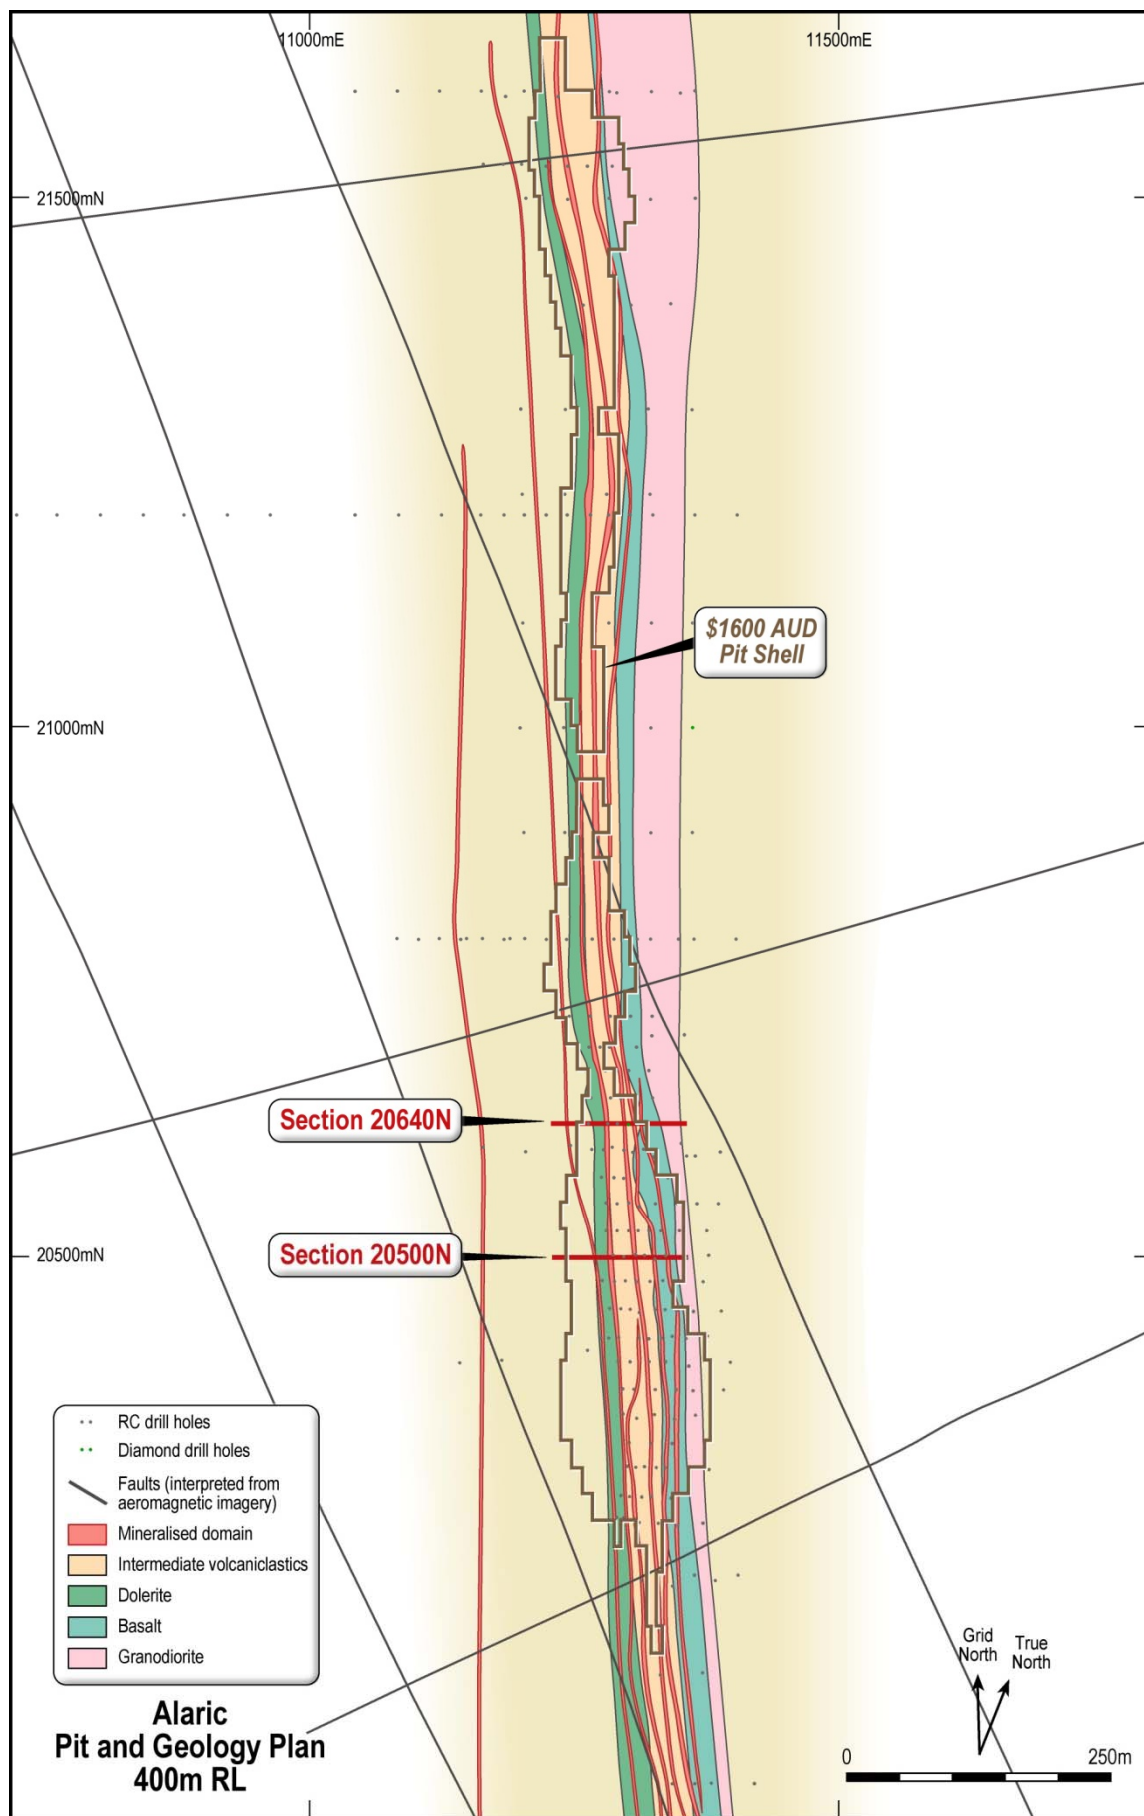 11000mE
11500mE
21500mN
$1600 AUD
Pit Shell
21000mN
Section 20640N
Section 20500N
20500mN
RC drill holes
Diamond drill holes
Faults (interpreted from
aeromagnetic imagery)
Mineralised domain
Intermediate volcaniclastics
Dolerite
Basalt
Granodiorite
Grid
North
True
North
Alaric
Pit and Geology Plan
400m RL
0
250m